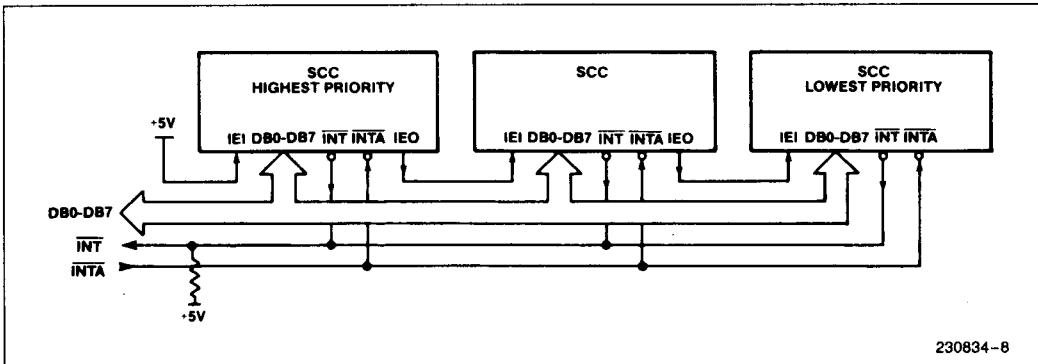 SCC
HIGHEST PRIORITY
SCC
SCC
LOWEST PRIORITY
+5V
IEI DB0-DB7 INT INTA IEO
IEI DB0-DB7 INT INTA IEO
IEI DB0-DB7 INT INTA
DB0-DB7
INT
INTA
+5V
230834-8